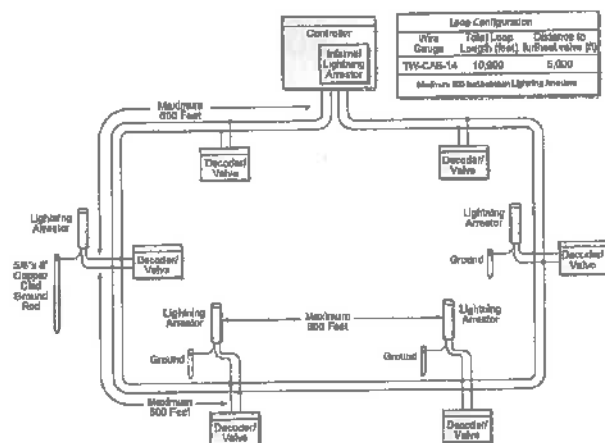 Controller
Internal
Lightning
Arrestor
Loop Configuration
Wire
Gauge
Total Loop
Length (feet)
Distance to
furthest valve (ft)
TW-CAB-14
10,000
5,000
Maximum
Feet
Decoder/
Valve
Decoder/
Valve
Lightning
Arrestor
Decoder/
Valve
Copper
Clad
Ground
Rod
Lightning
Arrestor
Ground
Decoder/
Valve
Lightning
Arrestor
Maximum
Feet
Lightning
Arrestor
Ground
Ground
Maximum
Feet
Decoder/
Valve
Decoder/
Valve